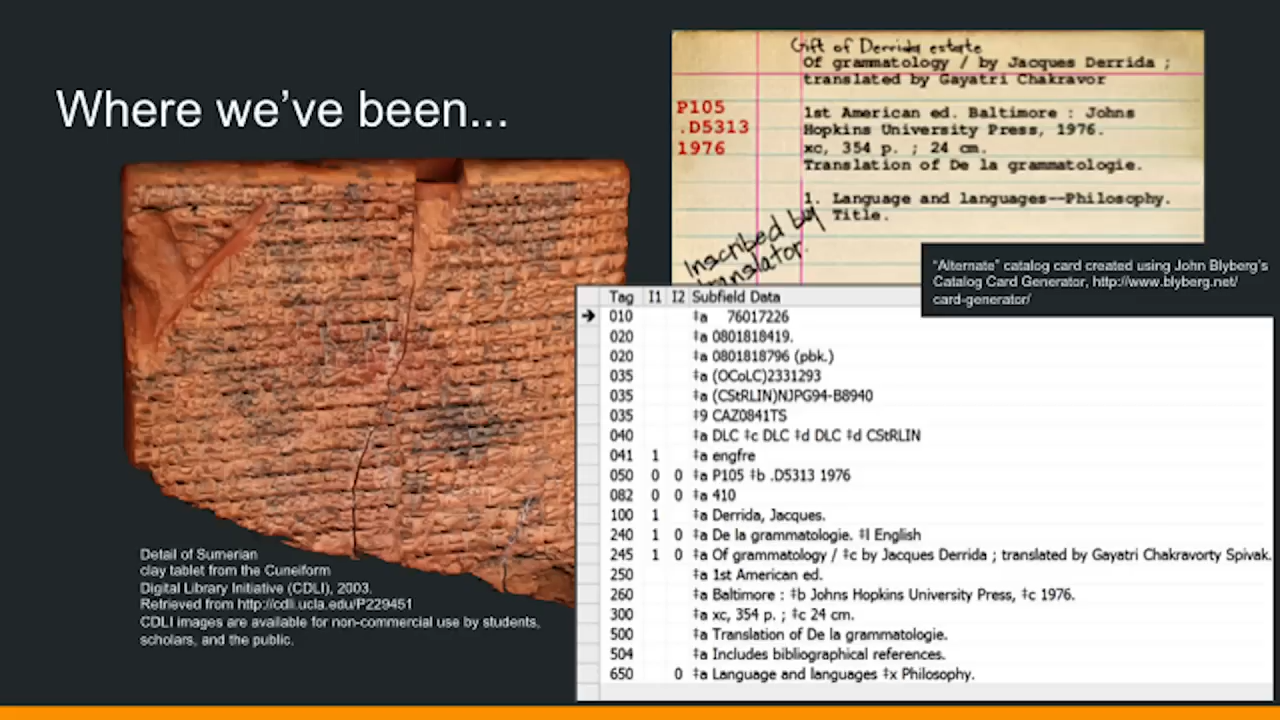 Where we've been...
Gift of Derrida estate
Of grammatology / by Jacques Derrida ;
translated by Gayatri Chakravor
P105
.D5313
1976
1st American ed. Baltimore : Johns
Hopkins University Press, 1976.
xc, 354 p. ; 24 cm.
Translation of De la grammatologie.
1. Language and languages--Philosophy.
Title.
Inscribed by
translator.
"Alternate" catalog card created using John Blyberg's
Catalog Card Generator, http://www.blyberg.net/
card-generator/
Tag I1 I2 Subfield Data
010 ‡a 76017226
020 ‡a 0801818419.
020 ‡a 0801818796 (pbk.)
035 ‡a (OCoLC)2331293
035 ‡a (CStRLIN)NJPG94-B8940
035 ‡9 CAZ0841TS
040 ‡a DLC ‡c DLC ‡d DLC ‡d CStRLIN
041 1 ‡a engfre
050 0 0 ‡a P105 ‡b .D5313 1976
082 0 0 ‡a 410
100 1 ‡a Derrida, Jacques.
240 1 0 ‡a De la grammatologie. ‡l English
245 1 0 ‡a Of grammatology / ‡c by Jacques Derrida ; translated by Gayatri Chakravorty Spivak.
250 ‡a 1st American ed.
260 ‡a Baltimore : ‡b Johns Hopkins University Press, ‡c 1976.
300 ‡a xc, 354 p. ; ‡c 24 cm.
500 ‡a Translation of De la grammatologie.
504 ‡a Includes bibliographical references.
650 0 ‡a Language and languages ‡x Philosophy.
Detail of Sumerian
clay tablet from the Cuneiform
Digital Library Initiative (CDLI), 2003.
Retrieved from http://cdli.ucla.edu/P229451
CDLI images are available for non-commercial use by students,
scholars, and the public.